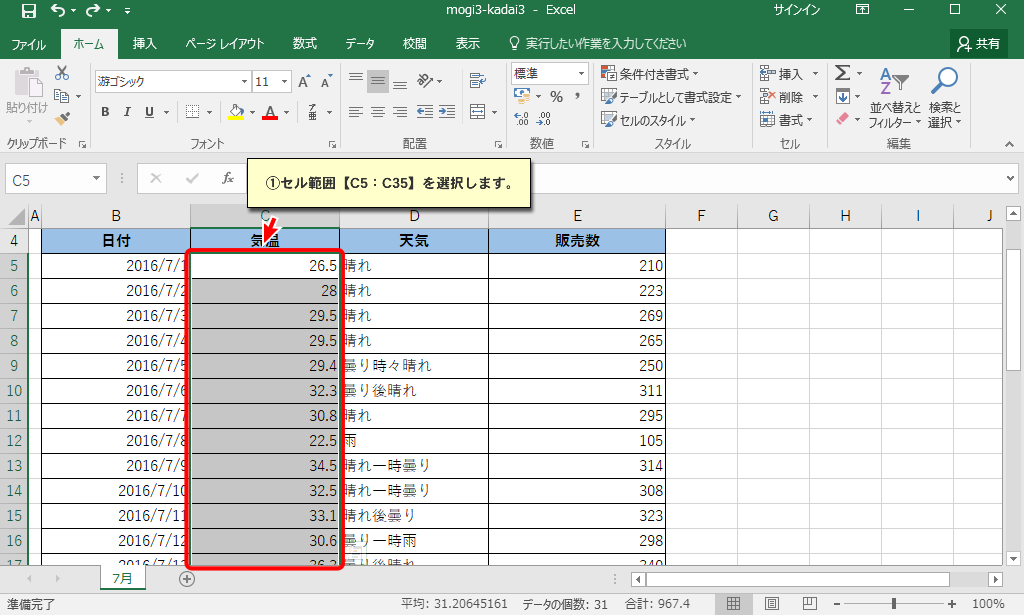 mogi3-kadai3 - Excel サインイン
ファイル ホーム 挿入 ページ レイアウト 数式 データ 校閲 表示 実行したい作業を入力してください 共有
貼り付け 游ゴシック 11 A A 標準 条件付き書式 挿入 Σ
テーブルとして書式設定 削除 並べ替えと フィルター 検索と 選択
B I U A % , セルのスタイル 書式
クリップボード フォント 配置 数値 スタイル セル 編集
C5 fx
①セル範囲【C5：C35】を選択します。
A B C D E F G H I J
4 日付 気温 天気 販売数
5 2016/7/1 26.5 晴れ 210
6 2016/7/2 28 晴れ 223
7 2016/7/3 29.5 晴れ 269
8 2016/7/4 29.5 晴れ 265
9 2016/7/5 29.4 曇り時々晴れ 250
10 2016/7/6 32.3 曇り後晴れ 311
11 2016/7/7 30.8 晴れ 295
12 2016/7/8 22.5 雨 105
13 2016/7/9 34.5 晴れ一時曇り 314
14 2016/7/10 32.5 晴れ一時曇り 308
15 2016/7/11 33.1 晴れ後曇り 323
16 2016/7/12 30.6 曇り一時雨 298
17 2016/7/13 曇り後晴れ
7月
準備完了 平均: 31.20645161 データの個数: 31 合計: 967.4 100%